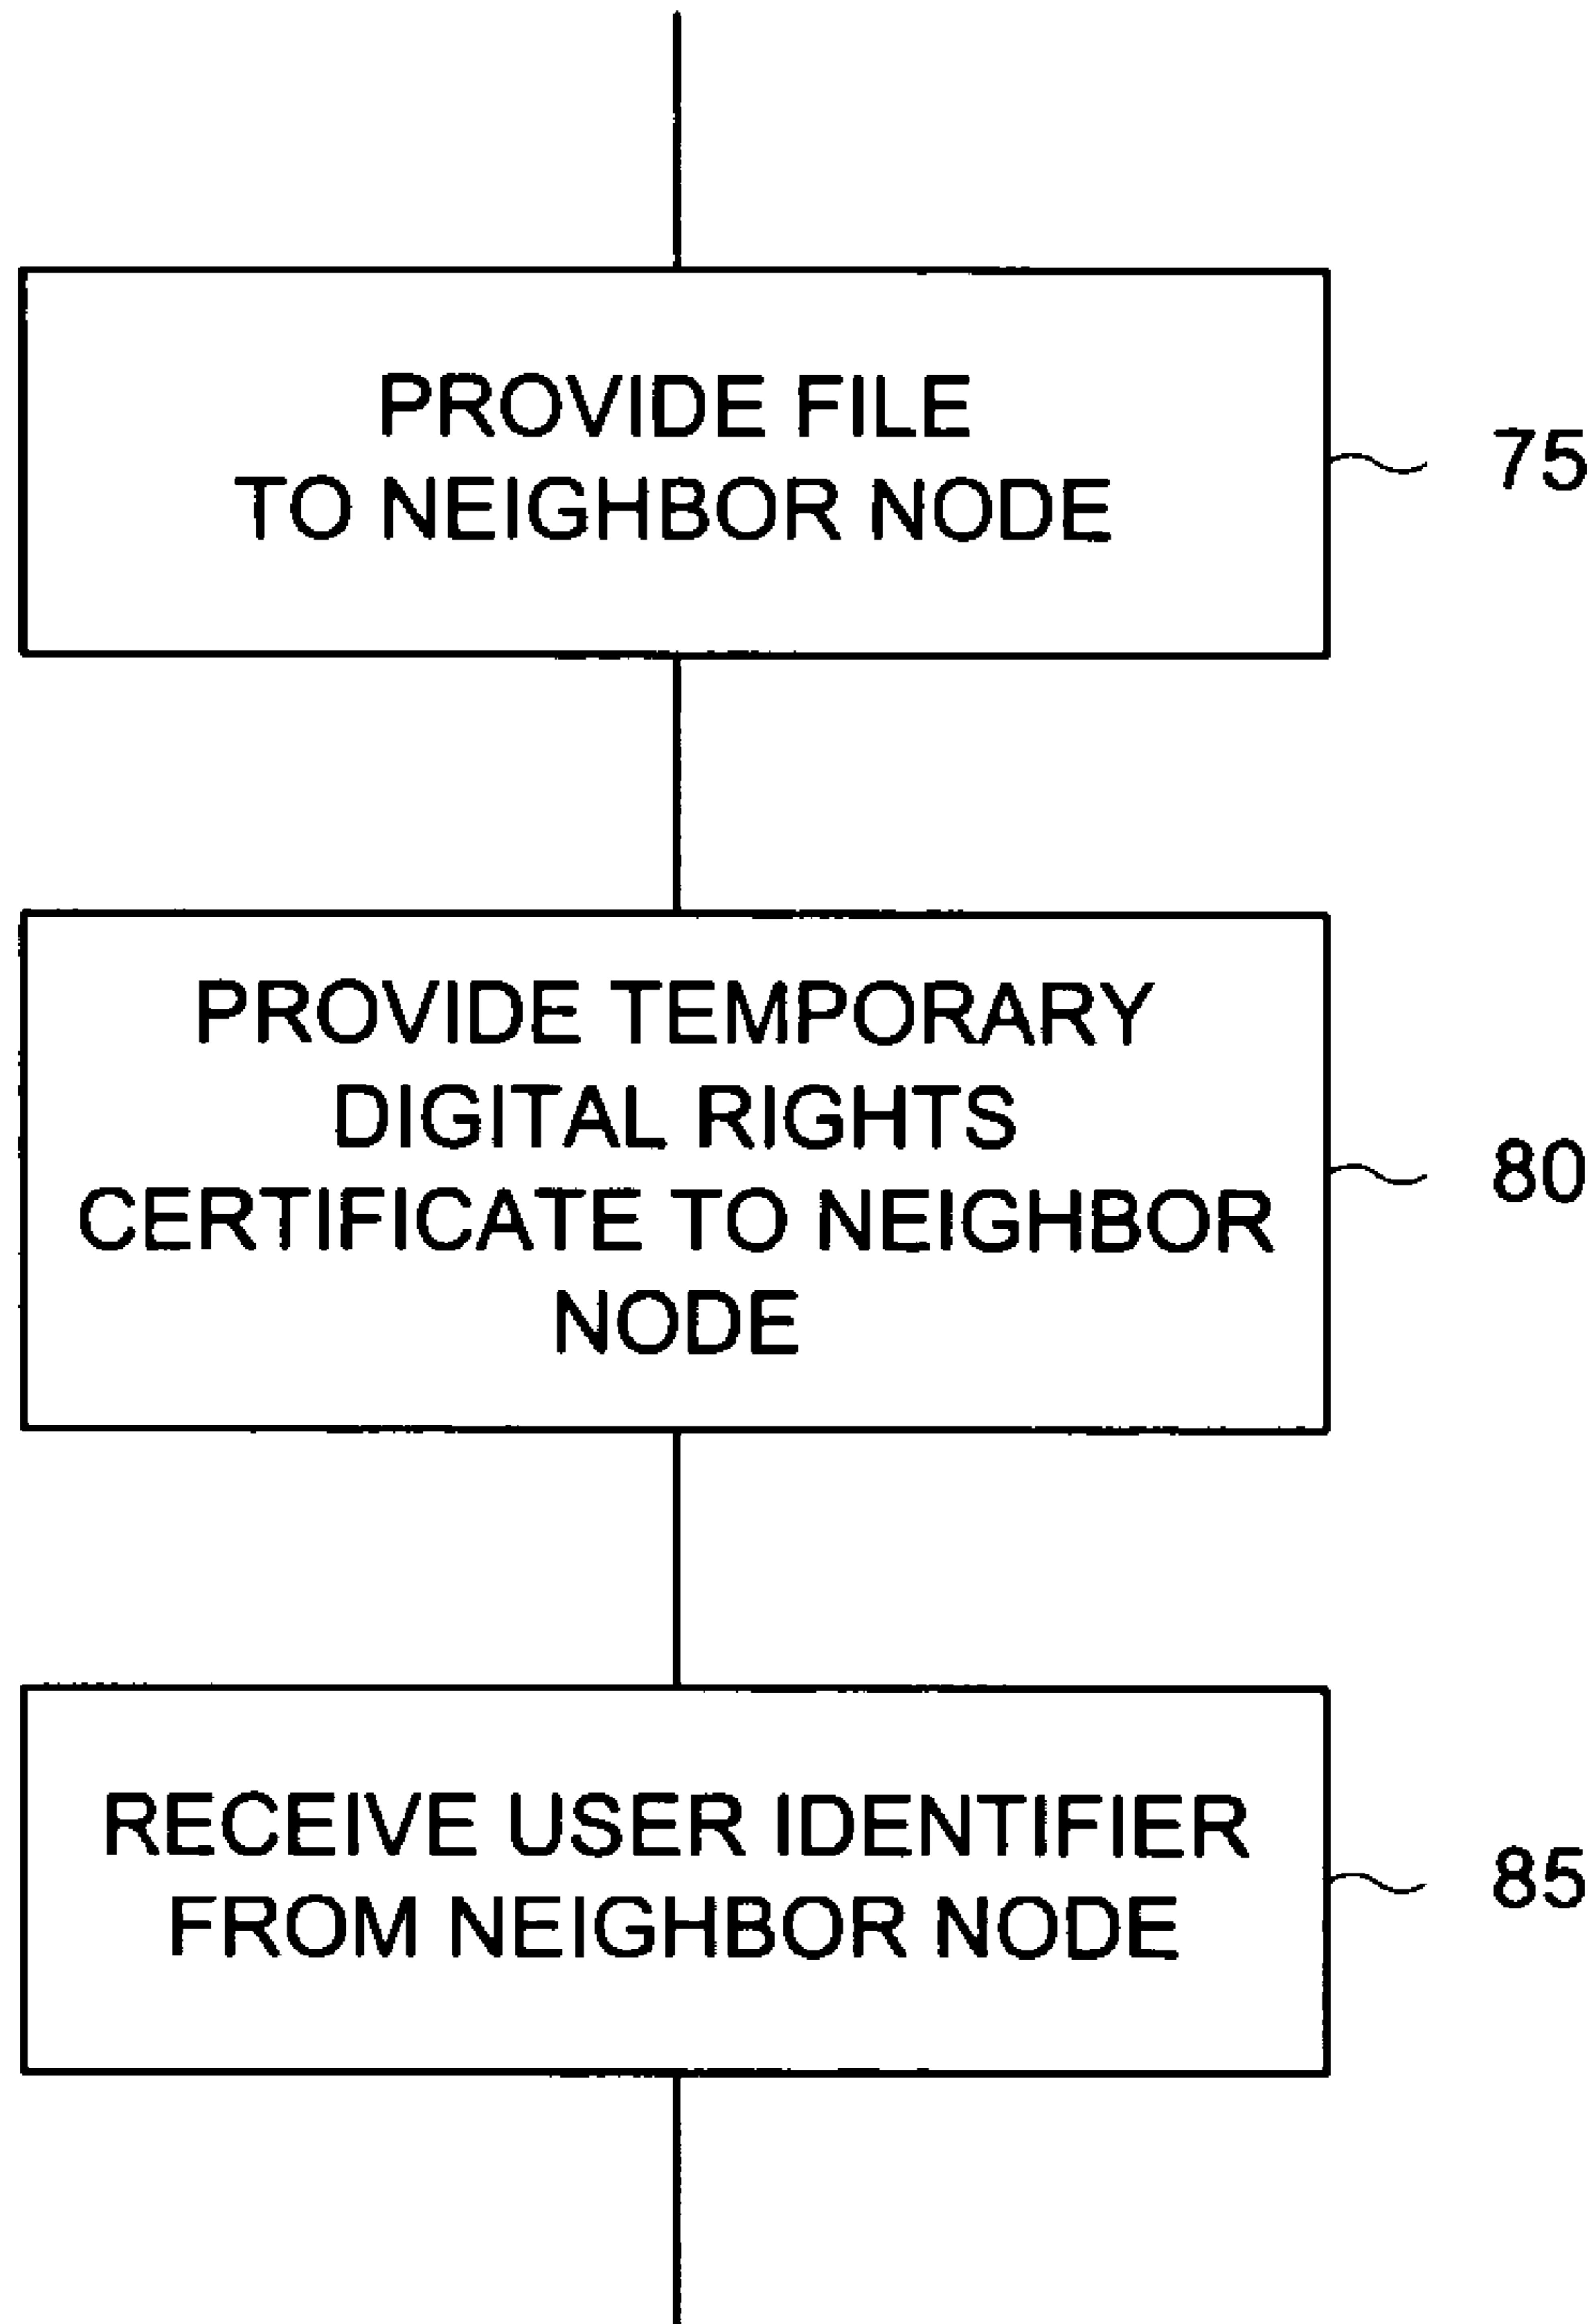 PROVIDE FILE
TO NEIGHBOR NODE
75
PROVIDE TEMPORARY
DIGITAL RIGHTS
CERTIFICATE TO NEIGHBOR
NODE
80
RECEIVE USER IDENTIFIER
FROM NEIGHBOR NODE
85